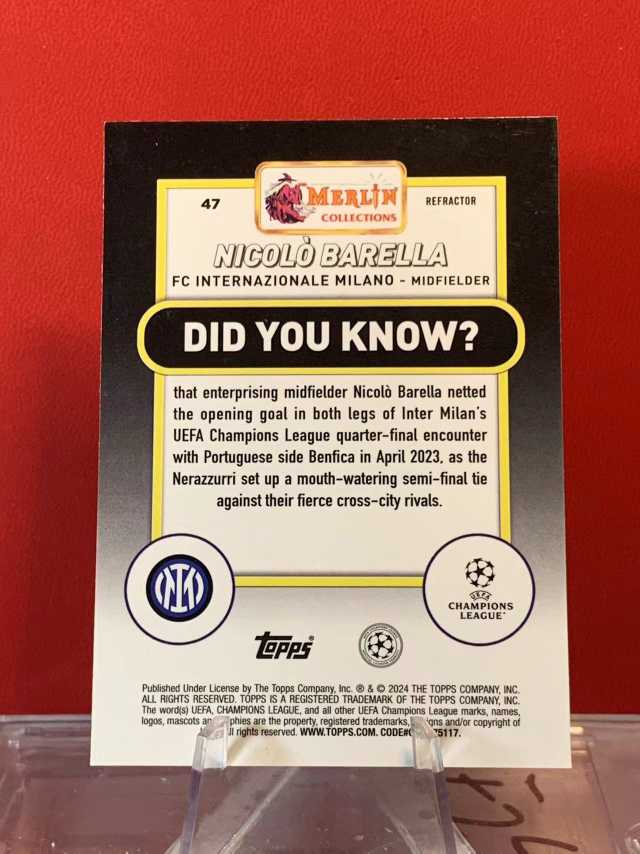 47
MERLIN
COLLECTIONS
REFRACTOR
NICOLÒ BARELLA
FC INTERNAZIONALE MILANO - MIDFIELDER
DID YOU KNOW?
that enterprising midfielder Nicolò Barella netted
the opening goal in both legs of Inter Milan's
UEFA Champions League quarter-final encounter
with Portuguese side Benfica in April 2023, as the
Nerazzurri set up a mouth-watering semi-final tie
against their fierce cross-city rivals.
UEFA
CHAMPIONS
LEAGUE
topps®
Published Under License by The Topps Company, Inc. ® & © 2024 THE TOPPS COMPANY, INC.
ALL RIGHTS RESERVED. TOPPS IS A REGISTERED TRADEMARK OF THE TOPPS COMPANY, INC.
The word(s) UEFA, CHAMPIONS LEAGUE, and all other UEFA Champions League marks, names,
logos, mascots an phies are the property, registered trademarks, igns and/or copyright of
ll rights reserved. WWW.TOPPS.COM. CODE# 75117.